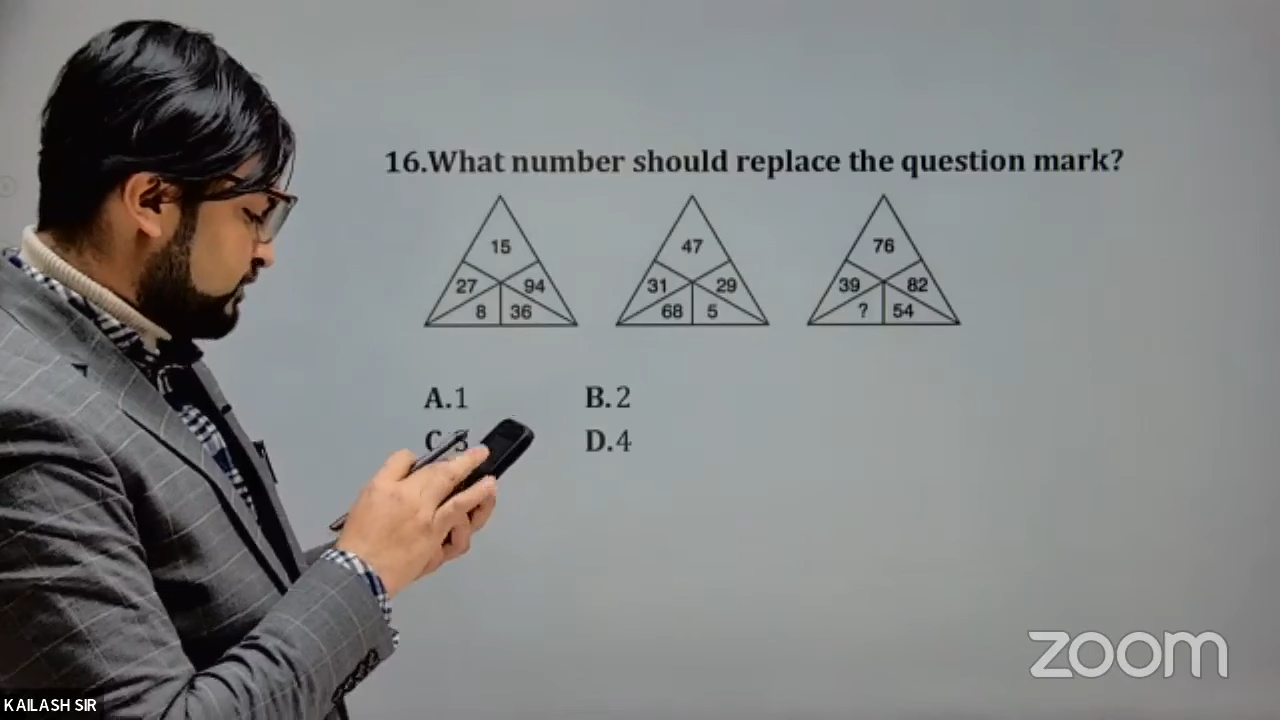 16.What number should replace the question mark?
15 47 76
27 94 31 29 39 82
8 36 68 5 ? 54
A.1 B.2
C.3 D.4
zoom
KAILASH SIR